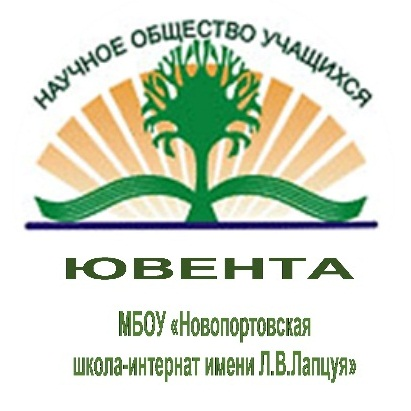 НАУЧНОЕ ОБЩЕСТВО УЧАЩИХСЯ
ЮВЕНТА
МБОУ «Новопортовская
школа-интернат имени Л.В.Лапцуя»